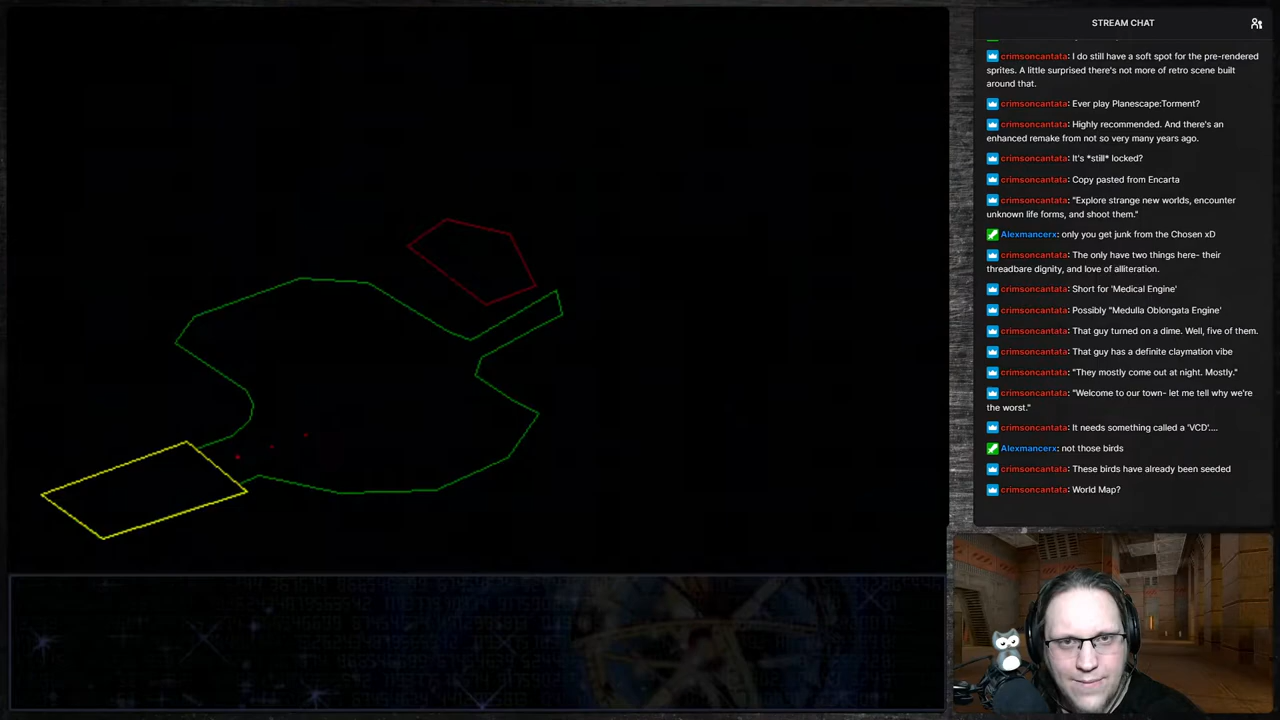 STREAM CHAT
crimsoncantata: I do still have a soft spot for the pre-rendered
sprites. A little surprised there's not more of retro scene built
around that.
crimsoncantata: Ever play Planescape:Torment?
crimsoncantata: Highly recommended. And there's an
enhanced remake from not so very many years ago.
crimsoncantata: It's *still* locked?
crimsoncantata: Copy pasted from Encarta
crimsoncantata: "Explore strange new worlds, encounter
unknown life forms, and shoot them."
Alexmancerx: only you get junk from the Chosen xD
crimsoncantata: The only have two things pre- their
threadbare dignity, and love of alliteration.
crimsoncantata: Short for 'Medical Engine'
crimsoncantata: Possibly "Medula Oblongata Engine
crimsoncantata: That guy turned on a dime. Well, five of them.
crimsoncantata: That guy has a definite claymation vibe
crimsoncantata: "They mostly come out at night. Mostly."
crimsoncantata: "Welcome to our town- let me tell why we're
the worst."
crimsoncantata: It needs something called a 'VCD'....
Alexmancerx: not those birds
crimsoncantata: These birds have already been seeded
crimsoncantata: World Map?